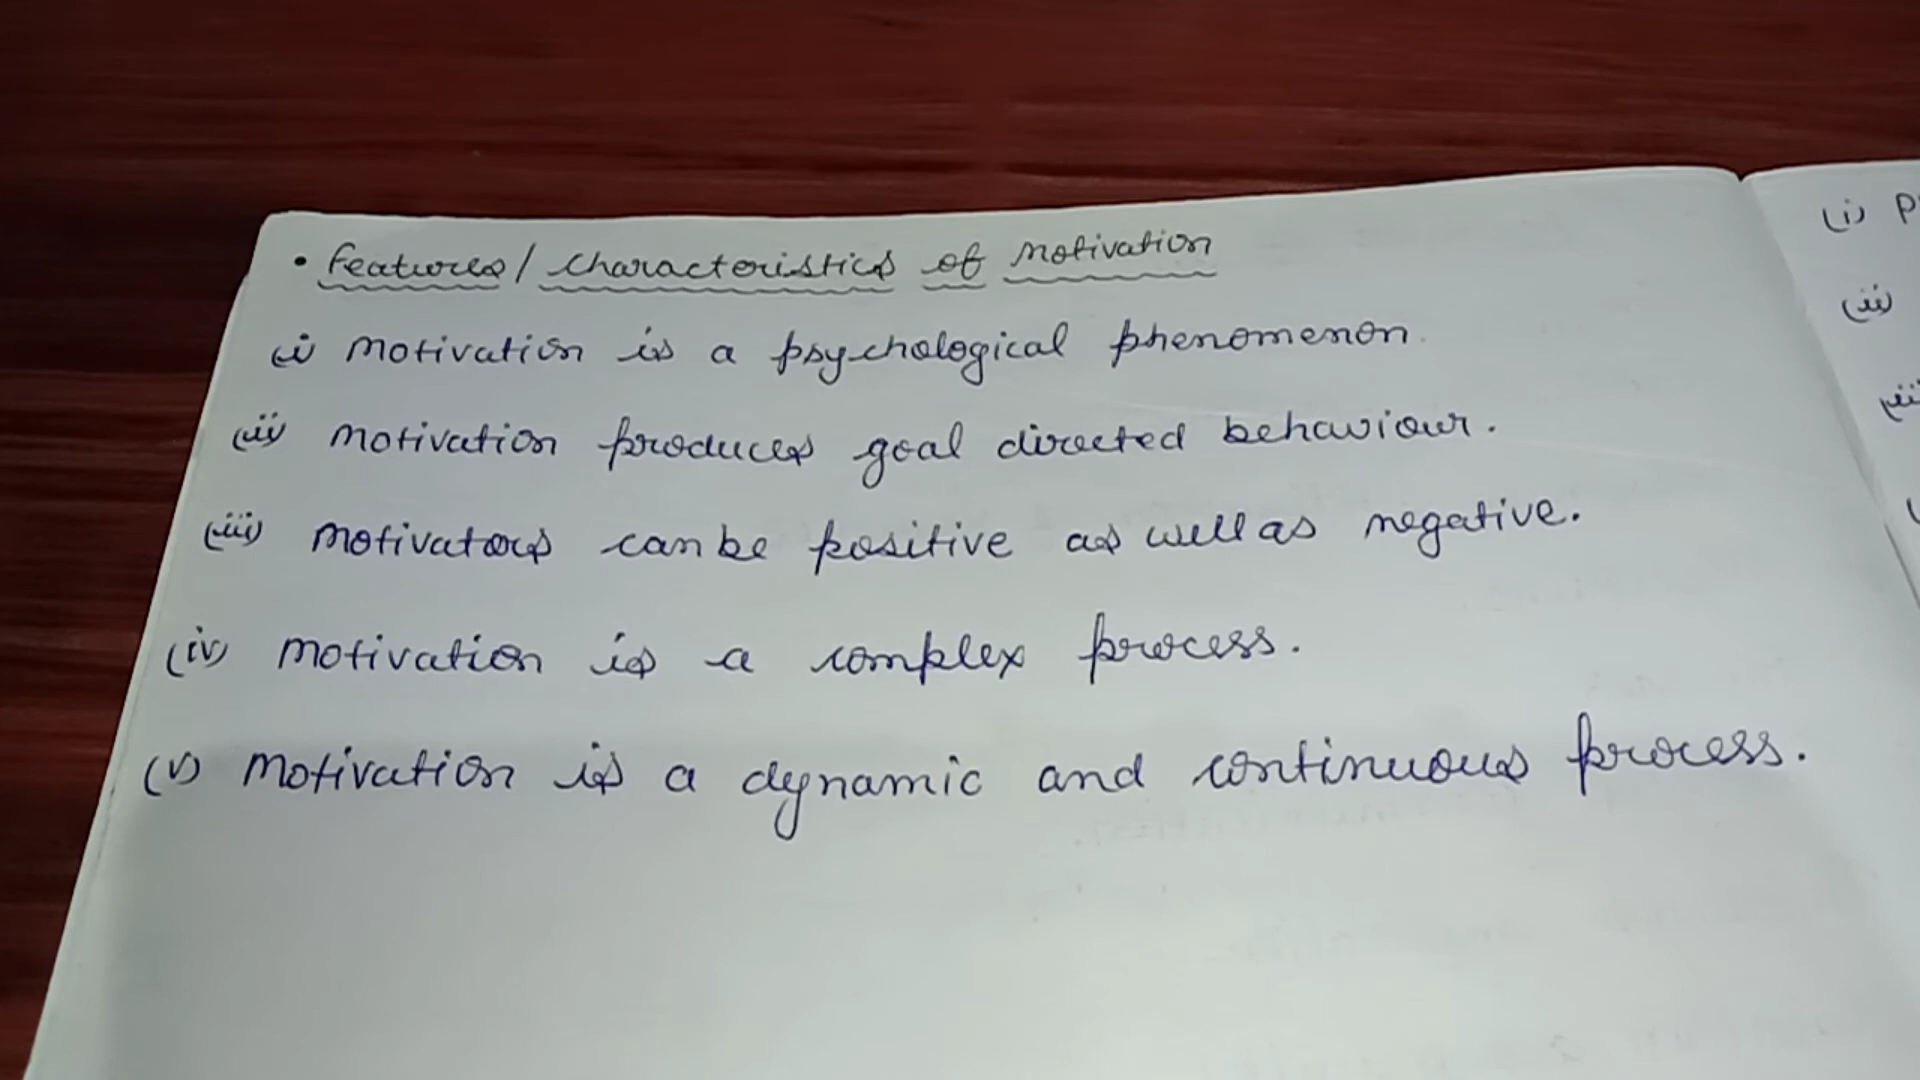 • Features/ characteristics of motivation
(i) motivation is a psychological phenomenon.
(ii) motivation produces goal directed behaviour.
(iii) motivators can be positive as well as negative.
(iv) motivation is a complex process.
(v) motivation is a dynamic and continuous process.
(i)
(ii)